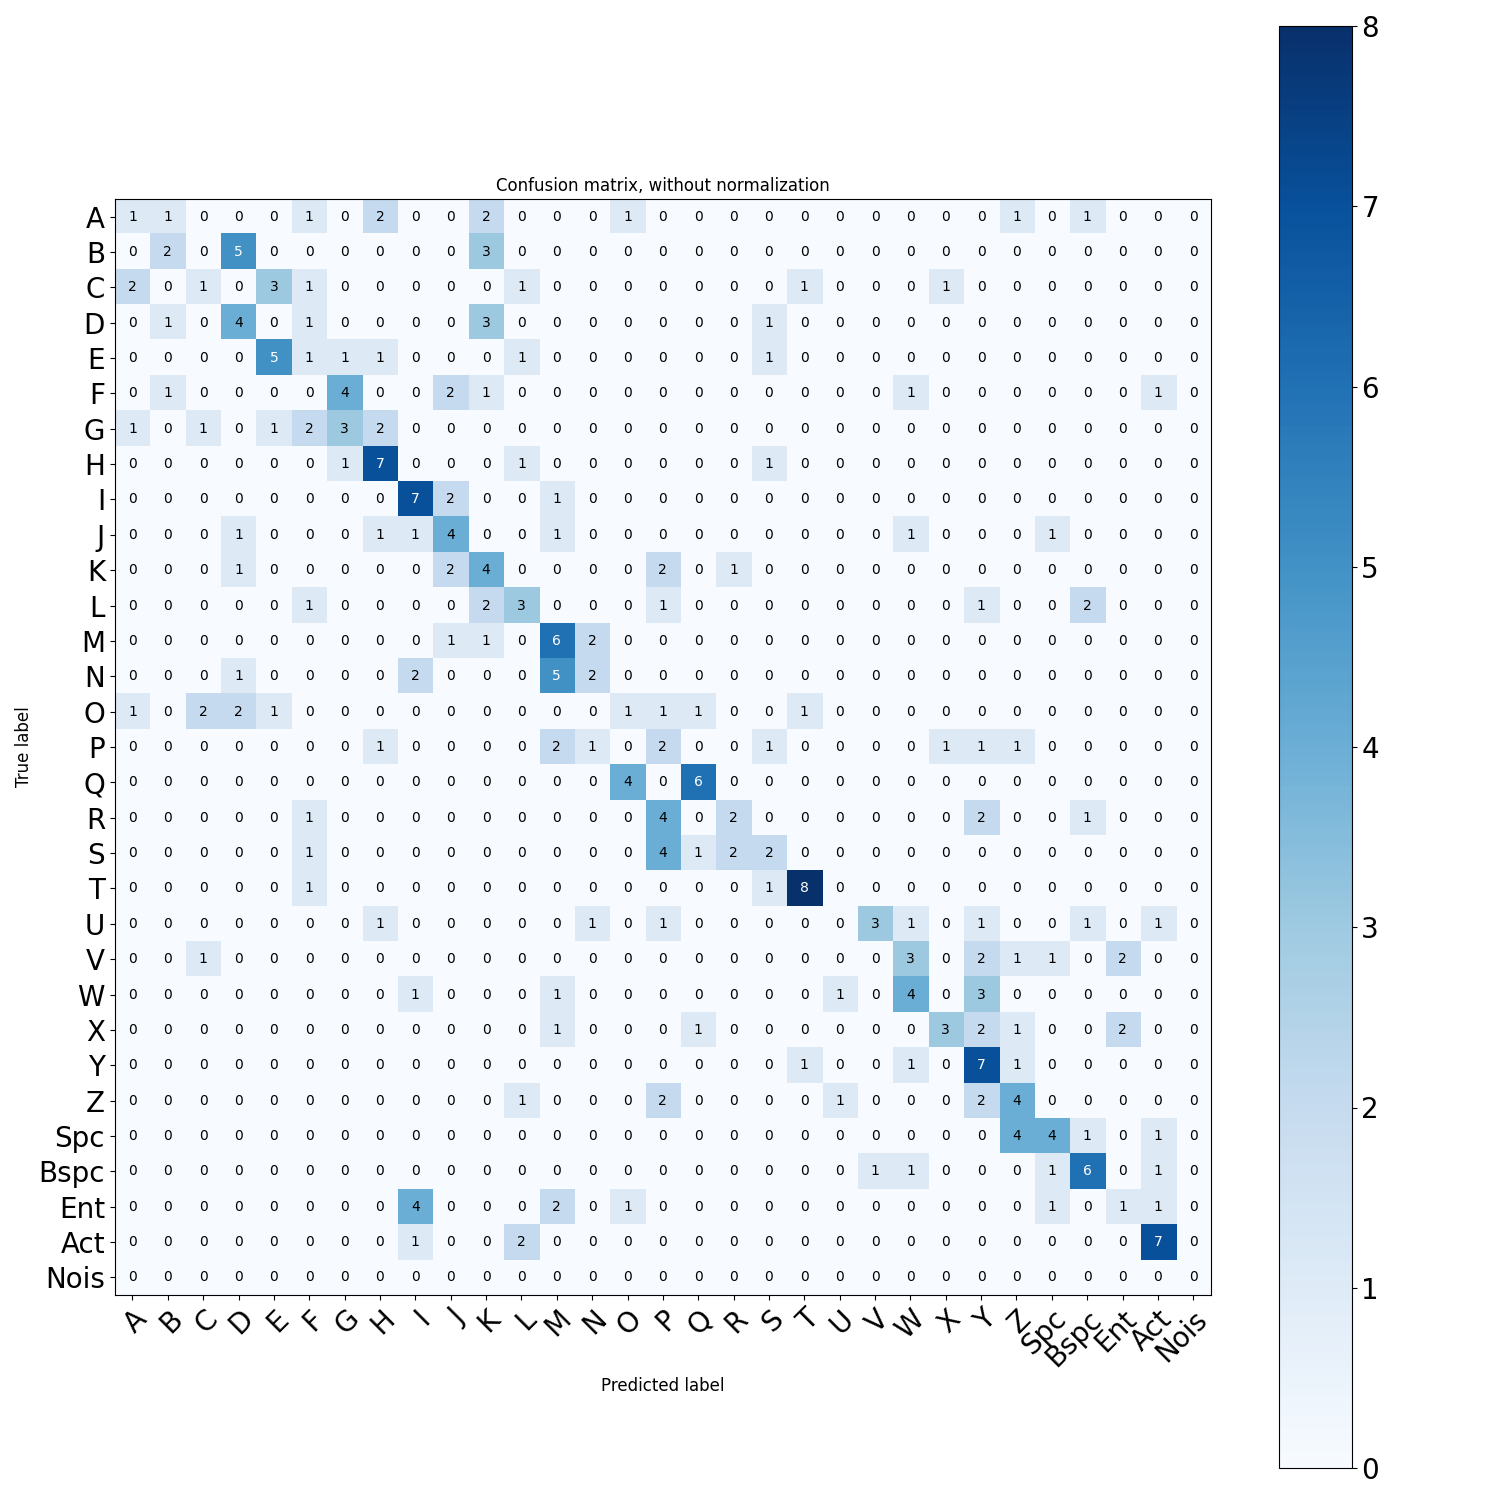 Confusion matrix, without normalization
True label
A 1 1 0 0 0 1 0 2 0 0 2 0 0 0 1 0 0 0 0 0 0 0 0 0 0 1 0 1 0 0 0
B 0 2 0 5 0 0 0 0 0 0 3 0 0 0 0 0 0 0 0 0 0 0 0 0 0 0 0 0 0 0 0
C 2 0 1 0 3 1 0 0 0 0 0 1 0 0 0 0 0 0 0 1 0 0 0 1 0 0 0 0 0 0 0
D 0 1 0 4 0 1 0 0 0 0 3 0 0 0 0 0 0 0 1 0 0 0 0 0 0 0 0 0 0 0 0
E 0 0 0 0 5 1 1 1 0 0 0 1 0 0 0 0 0 0 1 0 0 0 0 0 0 0 0 0 0 0 0
F 0 1 0 0 0 0 4 0 0 2 1 0 0 0 0 0 0 0 0 0 0 0 1 0 0 0 0 0 0 1 0
G 1 0 1 0 1 2 3 2 0 0 0 0 0 0 0 0 0 0 0 0 0 0 0 0 0 0 0 0 0 0 0
H 0 0 0 0 0 0 1 7 0 0 0 1 0 0 0 0 0 0 1 0 0 0 0 0 0 0 0 0 0 0 0
I 0 0 0 0 0 0 0 0 7 2 0 0 1 0 0 0 0 0 0 0 0 0 0 0 0 0 0 0 0 0 0
J 0 0 0 1 0 0 0 1 1 4 0 0 1 0 0 0 0 0 0 0 0 0 1 0 0 0 1 0 0 0 0
K 0 0 0 1 0 0 0 0 0 2 4 0 0 0 0 2 0 1 0 0 0 0 0 0 0 0 0 0 0 0 0
L 0 0 0 0 0 1 0 0 0 0 2 3 0 0 0 1 0 0 0 0 0 0 0 0 1 0 0 2 0 0 0
M 0 0 0 0 0 0 0 0 0 1 1 0 6 2 0 0 0 0 0 0 0 0 0 0 0 0 0 0 0 0 0
N 0 0 0 1 0 0 0 0 2 0 0 0 5 2 0 0 0 0 0 0 0 0 0 0 0 0 0 0 0 0 0
O 1 0 2 2 1 0 0 0 0 0 0 0 0 0 1 1 1 0 0 1 0 0 0 0 0 0 0 0 0 0 0
P 0 0 0 0 0 0 0 1 0 0 0 0 2 1 0 2 0 0 1 0 0 0 0 1 1 1 0 0 0 0 0
Q 0 0 0 0 0 0 0 0 0 0 0 0 0 0 4 0 6 0 0 0 0 0 0 0 0 0 0 0 0 0 0
R 0 0 0 0 0 1 0 0 0 0 0 0 0 0 0 4 0 2 0 0 0 0 0 0 2 0 0 1 0 0 0
S 0 0 0 0 0 1 0 0 0 0 0 0 0 0 0 4 1 2 2 0 0 0 0 0 0 0 0 0 0 0 0
T 0 0 0 0 0 1 0 0 0 0 0 0 0 0 0 0 0 0 1 8 0 0 0 0 0 0 0 0 0 0 0
U 0 0 0 0 0 0 0 1 0 0 0 0 0 1 0 1 0 0 0 0 0 3 1 0 1 0 0 1 0 1 0
V 0 0 1 0 0 0 0 0 0 0 0 0 0 0 0 0 0 0 0 0 0 0 3 0 2 1 1 0 2 0 0
W 0 0 0 0 0 0 0 0 1 0 0 0 1 0 0 0 0 0 0 0 1 0 4 0 3 0 0 0 0 0 0
X 0 0 0 0 0 0 0 0 0 0 0 0 1 0 0 0 1 0 0 0 0 0 0 3 2 1 0 0 2 0 0
Y 0 0 0 0 0 0 0 0 0 0 0 0 0 0 0 0 0 0 0 1 0 0 1 0 7 1 0 0 0 0 0
Z 0 0 0 0 0 0 0 0 0 0 0 1 0 0 0 2 0 0 0 0 1 0 0 0 2 4 0 0 0 0 0
Spc 0 0 0 0 0 0 0 0 0 0 0 0 0 0 0 0 0 0 0 0 0 0 0 0 0 4 4 1 0 1 0
Bspc 0 0 0 0 0 0 0 0 0 0 0 0 0 0 0 0 0 0 0 0 0 1 1 0 0 0 1 6 0 1 0
Ent 0 0 0 0 0 0 0 0 4 0 0 0 2 0 1 0 0 0 0 0 0 0 0 0 0 0 1 0 1 1 0
Act 0 0 0 0 0 0 0 0 1 0 0 2 0 0 0 0 0 0 0 0 0 0 0 0 0 0 0 0 0 7 0
Nois 0 0 0 0 0 0 0 0 0 0 0 0 0 0 0 0 0 0 0 0 0 0 0 0 0 0 0 0 0 0 0
A B C D E F G H I J K L M N O P Q R S T U V W X Y Z Spc Bspc Ent Act Nois
Predicted label
8
7
6
5
4
3
2
1
0